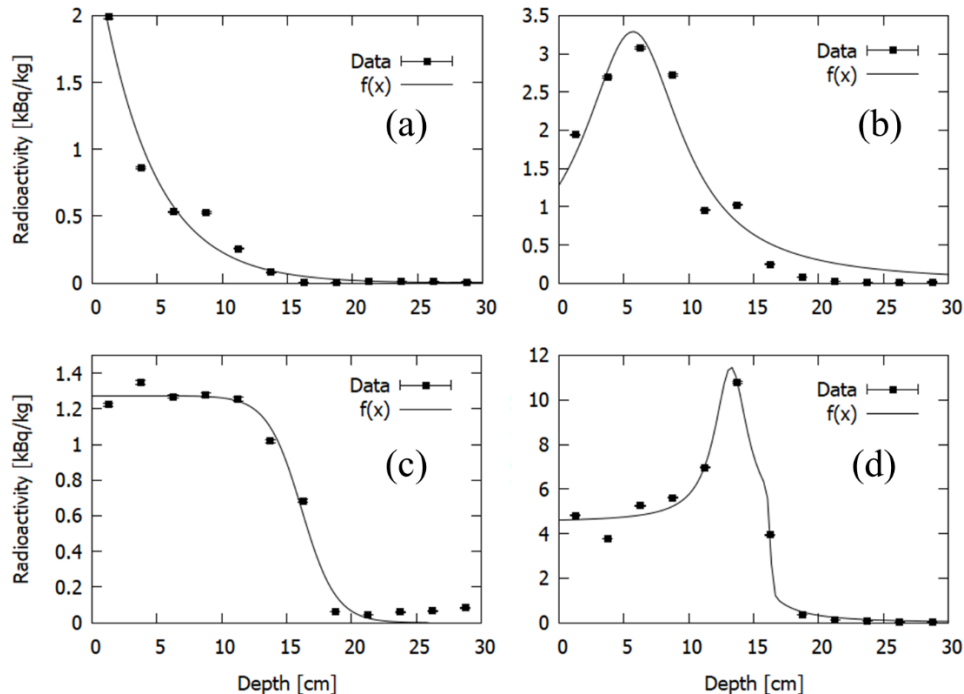 Radioactivity [kBq/kg]
2
1.5
1
0.5
0
0 5 10 15 20 25 30
Data
f(x)
(a)
3.5
3
2.5
2
1.5
1
0.5
0
0 5 10 15 20 25 30
Data
f(x)
(b)
Radioactivity [kBq/kg]
1.4
1.2
1
0.8
0.6
0.4
0.2
0
0 5 10 15 20 25 30
Data
f(x)
(c)
Depth [cm]
12
10
8
6
4
2
0
0 5 10 15 20 25 30
Data
f(x)
(d)
Depth [cm]